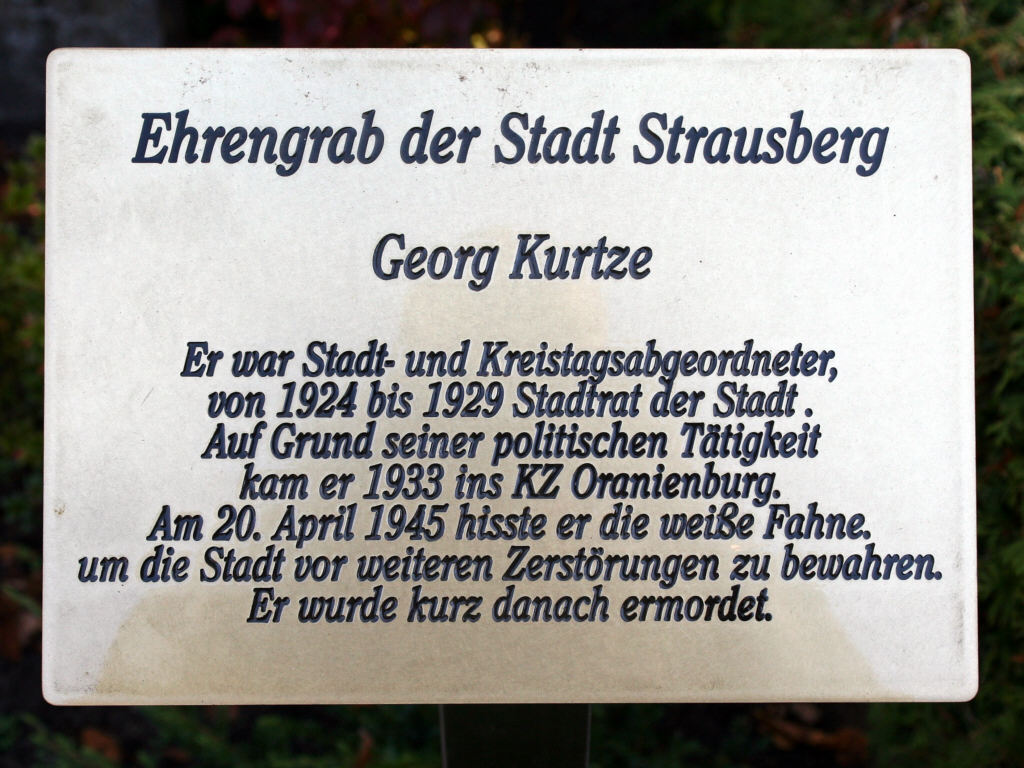 Ehrengrab der Stadt Strausberg
Georg Kurtze
Er war Stadt- und Kreistagsabgeordneter,
von 1924 bis 1929 Stadtrat der Stadt .
Auf Grund seiner politischen Tätigkeit
kam er 1933 ins KZ Oranienburg.
Am 20. April 1945 hisste er die weiße Fahne.
um die Stadt vor weiteren Zerstörungen zu bewahren.
Er wurde kurz danach ermordet.